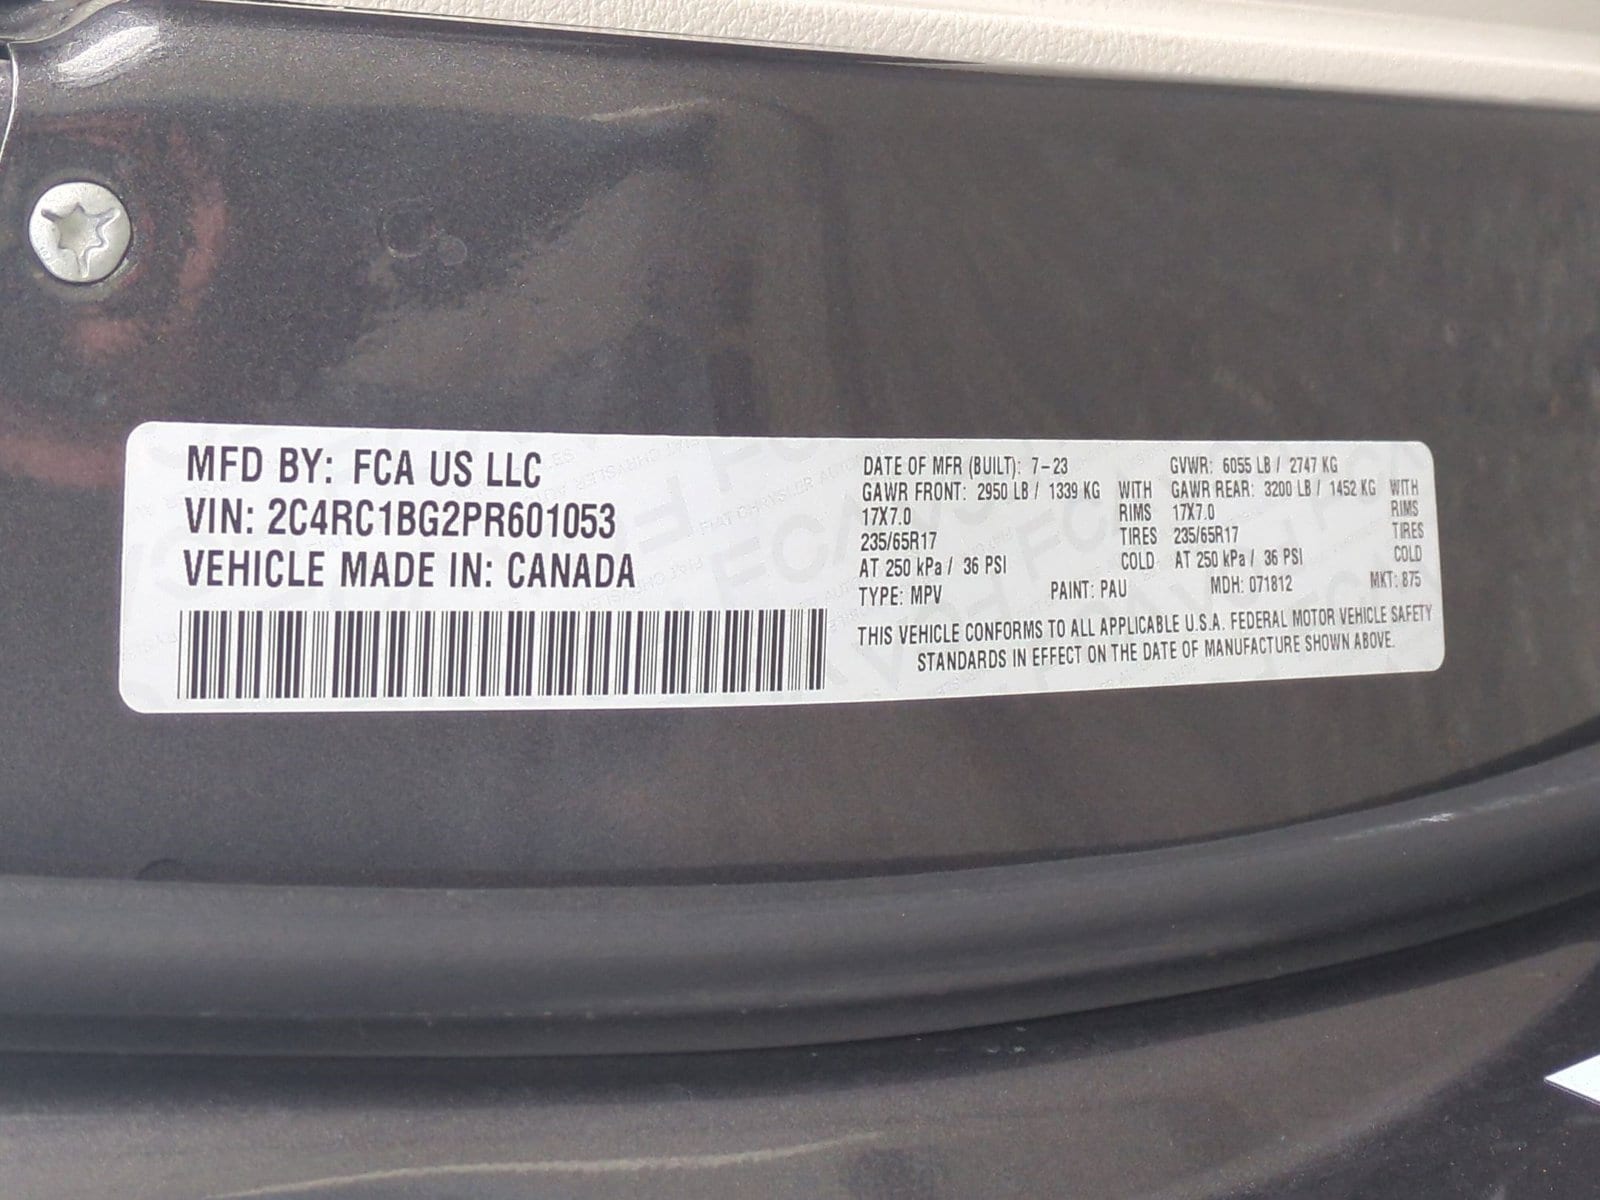 MFD BY: FCA US LLC
VIN: 2C4RC1BG2PR601053
VEHICLE MADE IN: CANADA
DATE OF MFR (BUILT): 7-23 GVWR: 6055 LB / 2747 KG
GAWR FRONT: 2950 LB / 1339 KG WITH GAWR REAR: 3200 LB / 1452 KG WITH
17X7.0 RIMS 17X7.0 RIMS
235/65R17 TIRES 235/65R17 TIRES
AT 250 kPa / 36 PSI COLD AT 250 kPa / 36 PSI COLD
TYPE: MPV PAINT: PAU MDH: 071812 MKT: 875
THIS VEHICLE CONFORMS TO ALL APPLICABLE U.S.A. FEDERAL MOTOR VEHICLE SAFETY
STANDARDS IN EFFECT ON THE DATE OF MANUFACTURE SHOWN ABOVE.